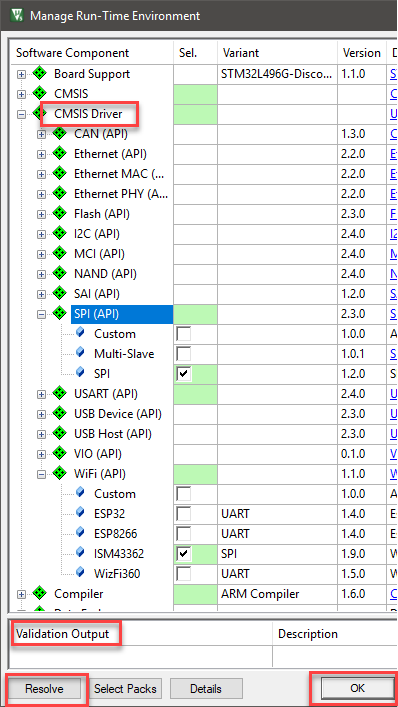 Manage Run-Time Environment
Software Component Sel. Variant Version D
Board Support STM32L496G-Disco... 1.1.0 S
CMSIS C
CMSIS Driver U
CAN (API) 1.3.0 C
Ethernet (API) 2.2.0 E
Ethernet MAC (... 2.2.0 E
Ethernet PHY (A... 2.2.0 E
Flash (API) 2.3.0 F
I2C (API) 2.4.0 I2
MCI (API) 2.4.0 M
NAND (API) 2.4.0 N
SAI (API) 1.2.0 S
SPI (API) 2.3.0 S
Custom 1.0.0 A
Multi-Slave 1.0.1 S
SPI 1.2.0 S
USART (API) 2.4.0 U
USB Device (API) 2.3.0 U
USB Host (API) 2.3.0 U
VIO (API) 0.1.0 V
WiFi (API) 1.1.0 W
Custom 1.0.0 A
ESP32 UART 1.4.0 E
ESP8266 UART 1.4.0 E
ISM43362 SPI 1.9.0 W
WizFi360 UART 1.5.0 W
Compiler ARM Compiler 1.6.0 C
Validation Output Description
Resolve Select Packs Details OK